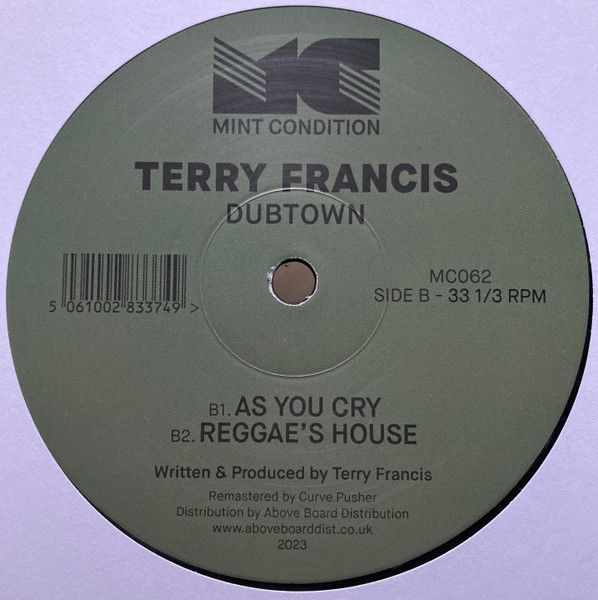 MC
MINT CONDITION
TERRY FRANCIS
DUBTOWN
5 061002 833749 >
MC062
SIDE B - 33 1/3 RPM
B1. AS YOU CRY
B2. REGGAE'S HOUSE
Written & Produced by Terry Francis
Remastered by Curve Pusher
Distribution by Above Board Distribution
www.aboveboarddist.co.uk
2023